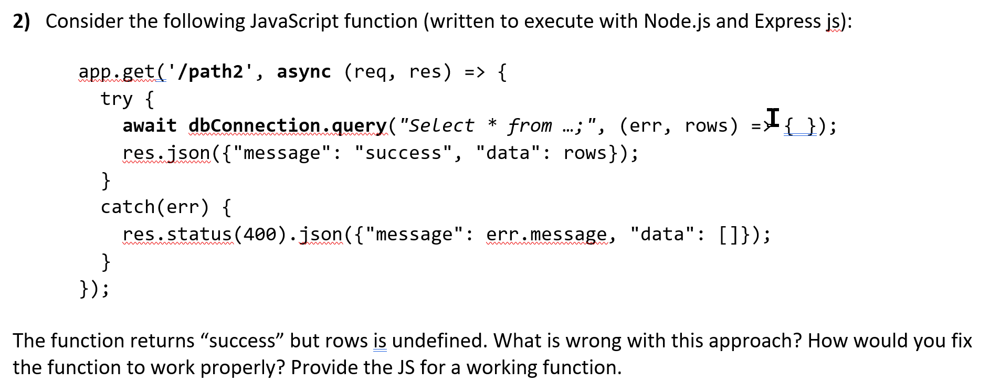 2) Consider the following JavaScript function (written to execute with Node.js and Express js):
app.get('/path2', async (req, res) => {
try {
await dbConnection.query("Select * from …;", (err, rows) => { });
res.json({"message": "success", "data": rows});
}
catch(err) {
res.status(400).json({"message": err.message, "data": []});
}
});
The function returns “success” but rows is undefined. What is wrong with this approach? How would you fix
the function to work properly? Provide the JS for a working function.